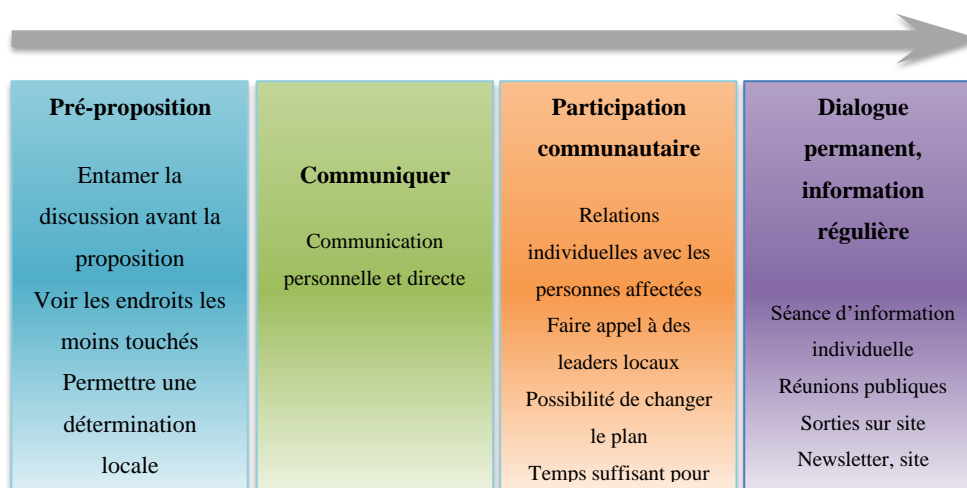 Pré-proposition
Entamer la
discussion avant la
proposition
Voir les endroits les
moins touchés
Permettre une
détermination
locale
Communiquer
Communication
personnelle et directe
Participation
communautaire
Relations
individuelles avec les
personnes affectées
Faire appel à des
leaders locaux
Possibilité de changer
le plan
Temps suffisant pour
Dialogue
permanent,
information
régulière
Séance d’information
individuelle
Réunions publiques
Sorties sur site
Newsletter, site